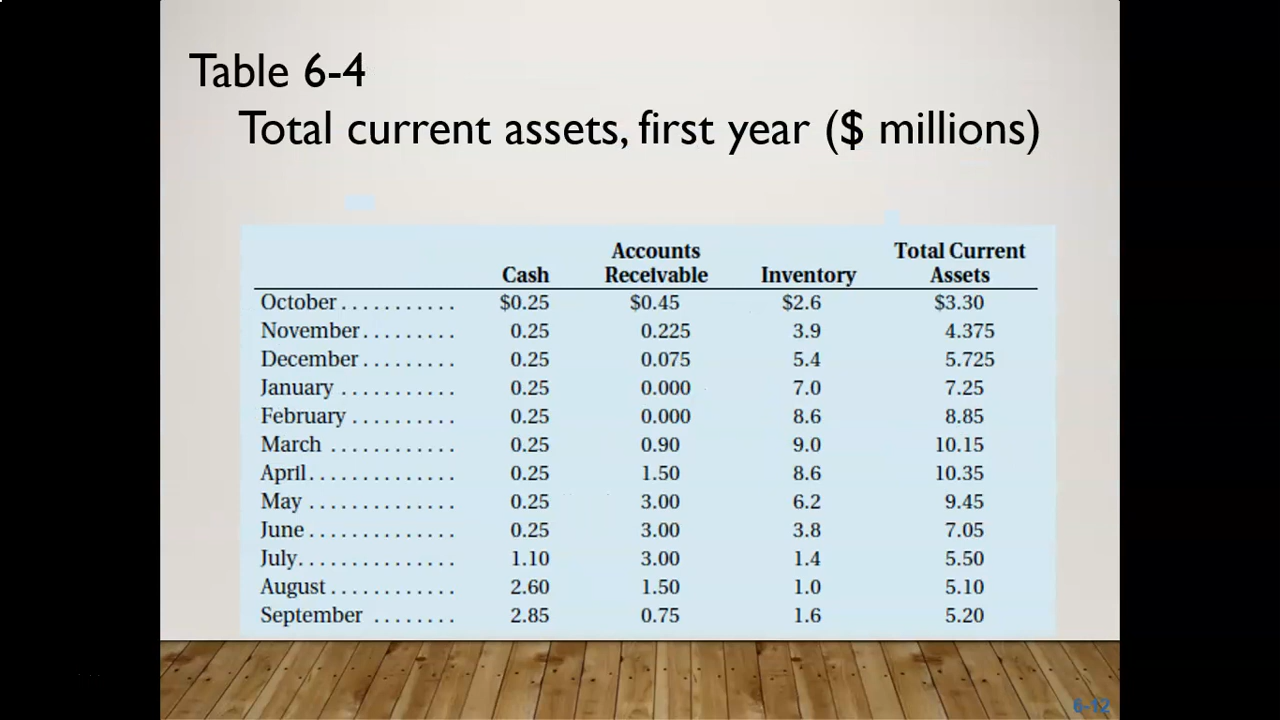 Table 6-4
Total current assets, first year ($ millions)
Cash Accounts Receivable Inventory Total Current Assets
October........... $0.25 $0.45 $2.6 $3.30
November......... 0.25 0.225 3.9 4.375
December......... 0.25 0.075 5.4 5.725
January........... 0.25 0.000 7.0 7.25
February.......... 0.25 0.000 8.6 8.85
March............ 0.25 0.90 9.0 10.15
April.............. 0.25 1.50 8.6 10.35
May.............. 0.25 3.00 6.2 9.45
June.............. 0.25 3.00 3.8 7.05
July............... 1.10 3.00 1.4 5.50
August............ 2.60 1.50 1.0 5.10
September........ 2.85 0.75 1.6 5.20
6-12